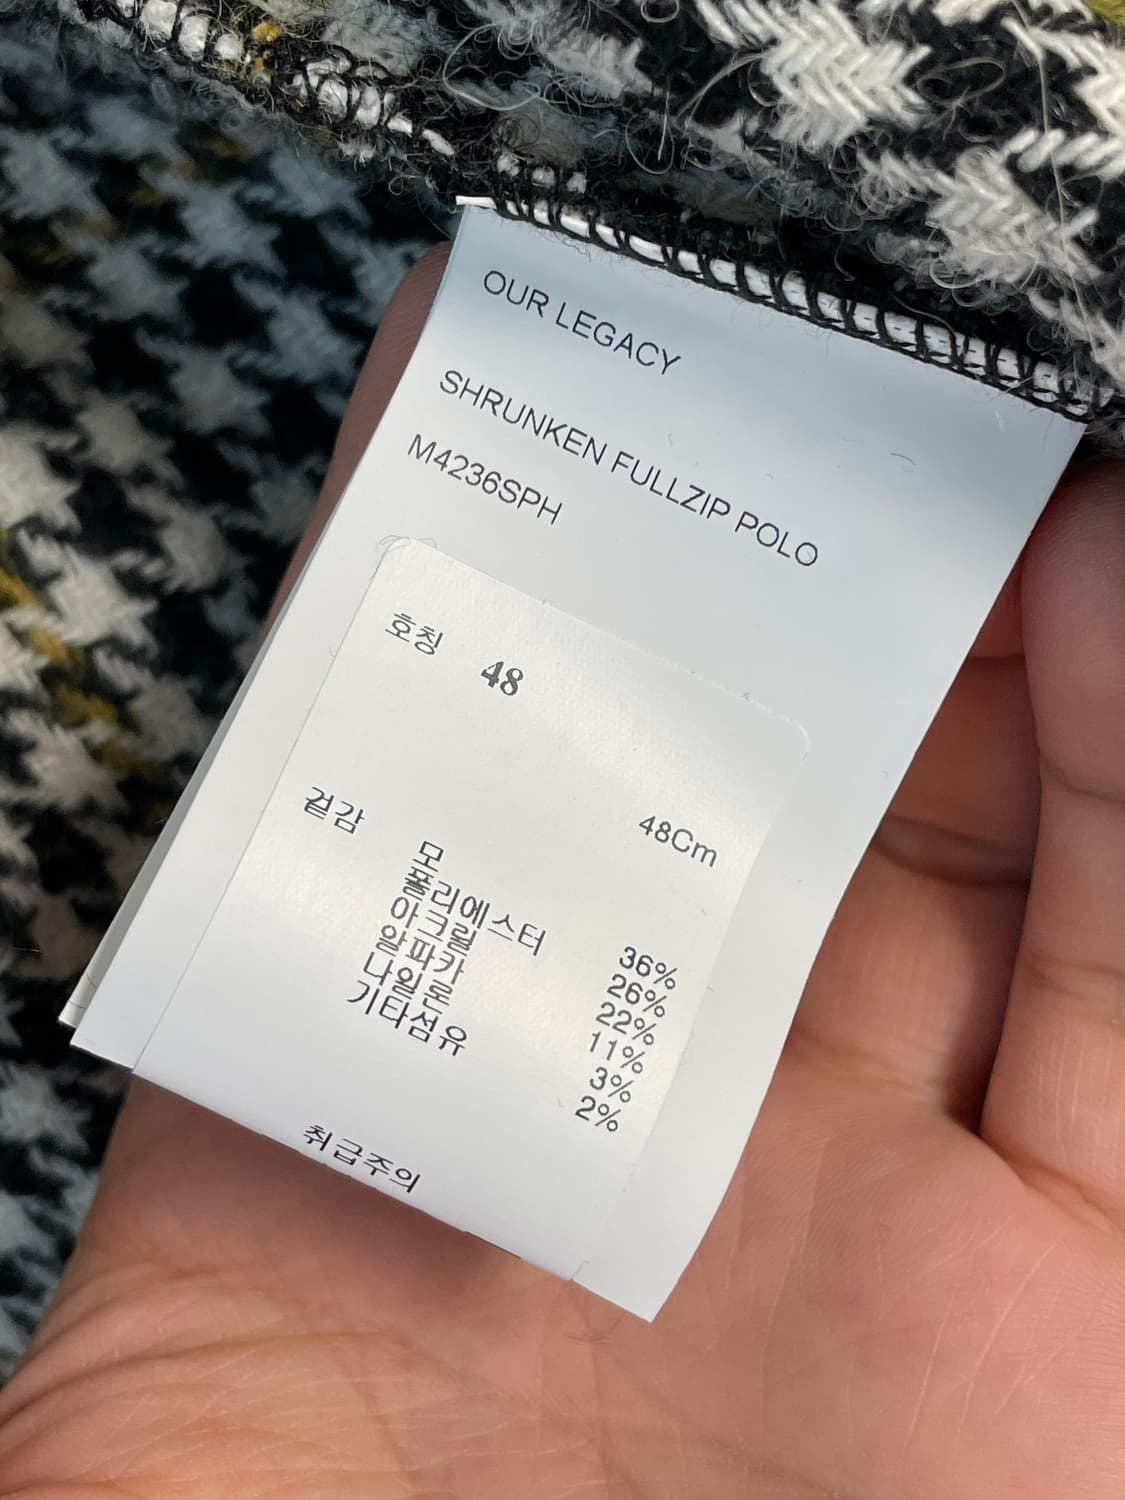 OUR LEGACY
SHRUNKEN FULLZIP POLO
M4236SPH
호칭 48
48Cm
겉감
모 36%
폴리에스터 26%
아크릴 22%
알파카 11%
나일론 3%
기타섬유 2%
취급주의